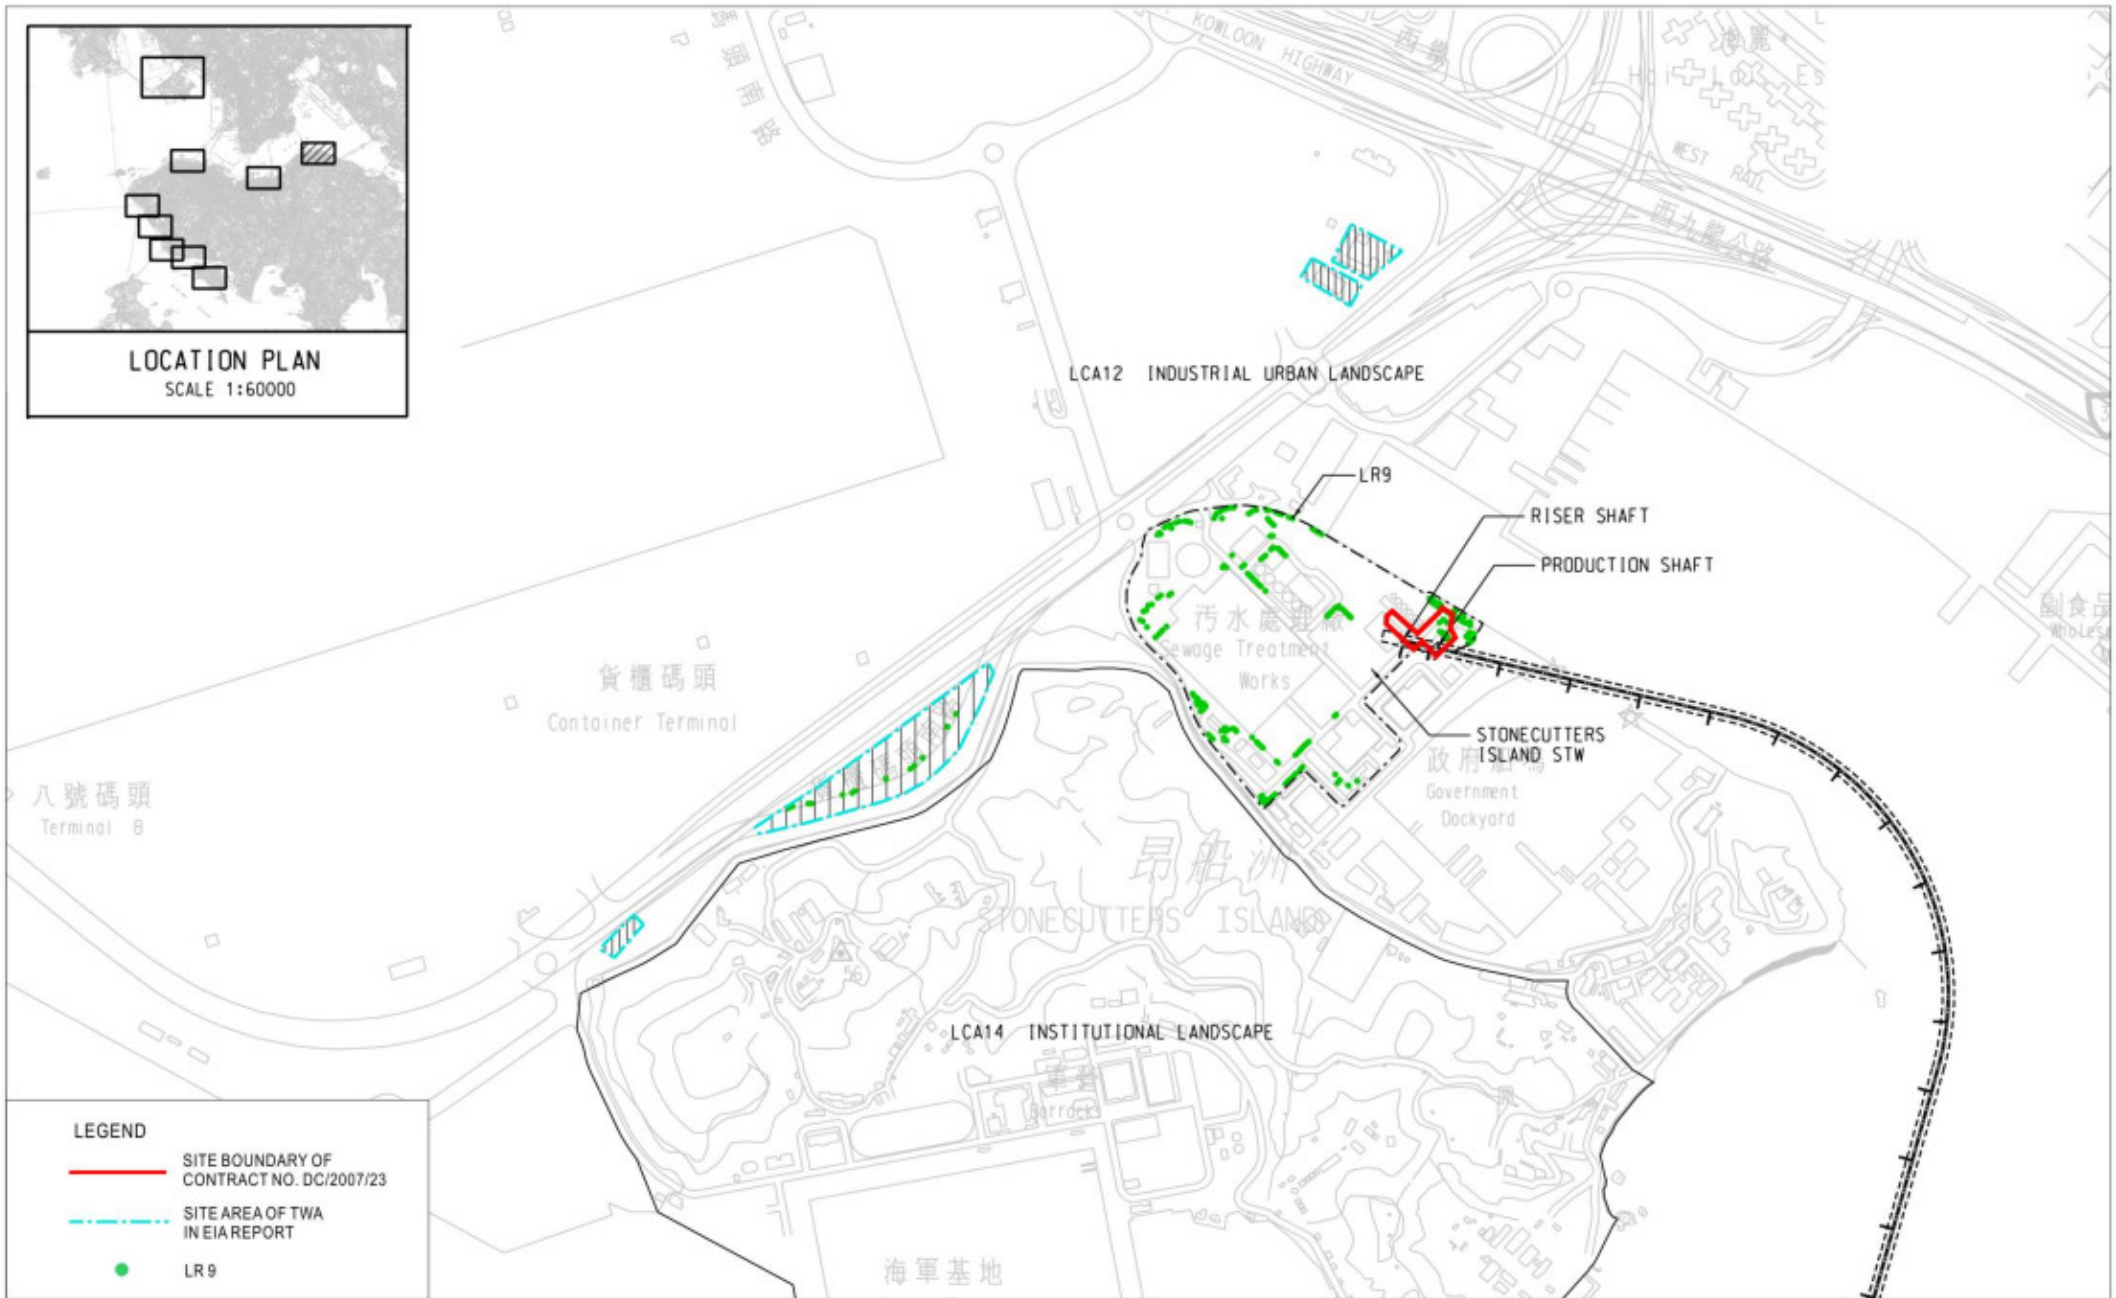 KOWLOON HIGHWAY
WEST RAIL
西九龍公路
LOCATION PLAN
SCALE 1:60000
LCA12 INDUSTRIAL URBAN LANDSCAPE
LR9
RISER SHAFT
PRODUCTION SHAFT
污水處理廠
Sewage Treatment
Works
貨櫃碼頭
Container Terminal
STONECUTTERS
ISLAND STW
政府船塢
Government
Dockyard
八號碼頭
Terminal 8
昂船洲
STONECUTTERS ISLAND
56
LCA14 INSTITUTIONAL LANDSCAPE
Barracks
海軍基地
LEGEND
SITE BOUNDARY OF
CONTRACT NO. DC/2007/23
SITE AREA OF TWA
IN EIA REPORT
LR 9